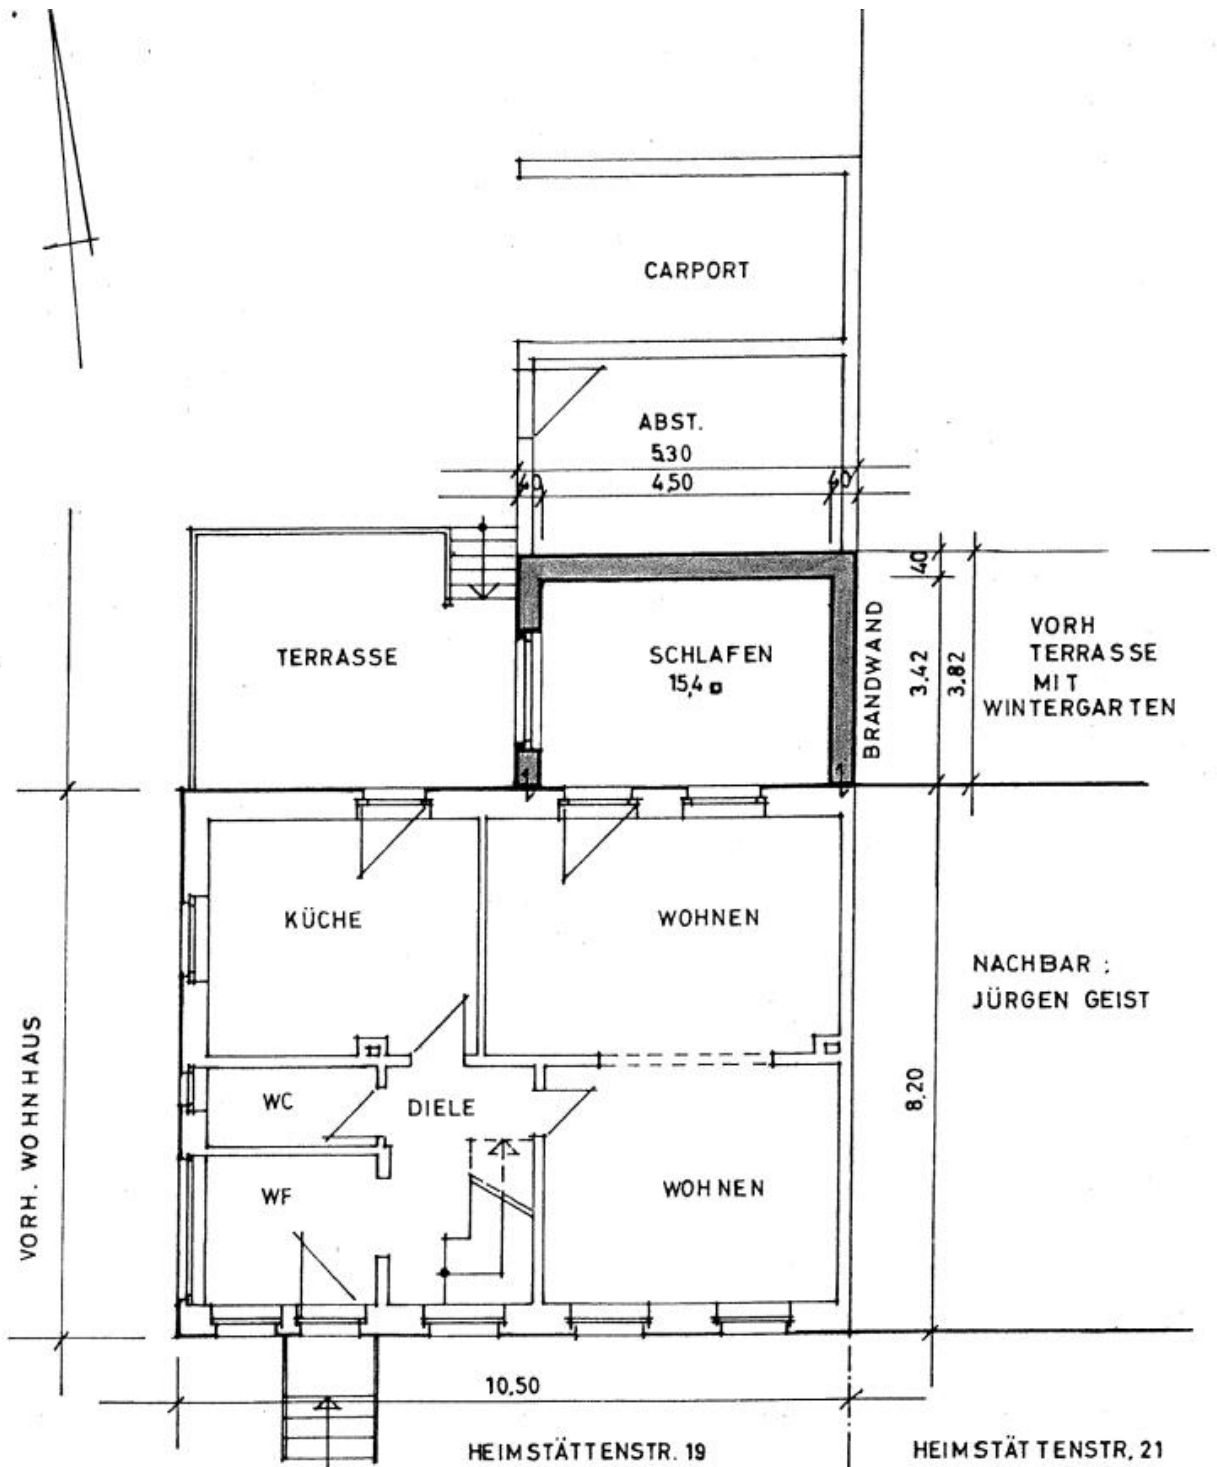 CARPORT
ABST.
5.30
40
4,50
40
40
TERRASSE
SCHLAFEN
15,4
BRANDWAND
3,42
3,82
VORH
TERRASSE
MIT
WINTERGARTEN
KÜCHE
WOHNEN
NACHBAR :
JÜRGEN GEIST
VORH. WOHNHAUS
WC
DIELE
8,20
WF
WOHNEN
10,50
HEIMSTÄTTENSTR. 19
HEIMSTÄTTENSTR. 21